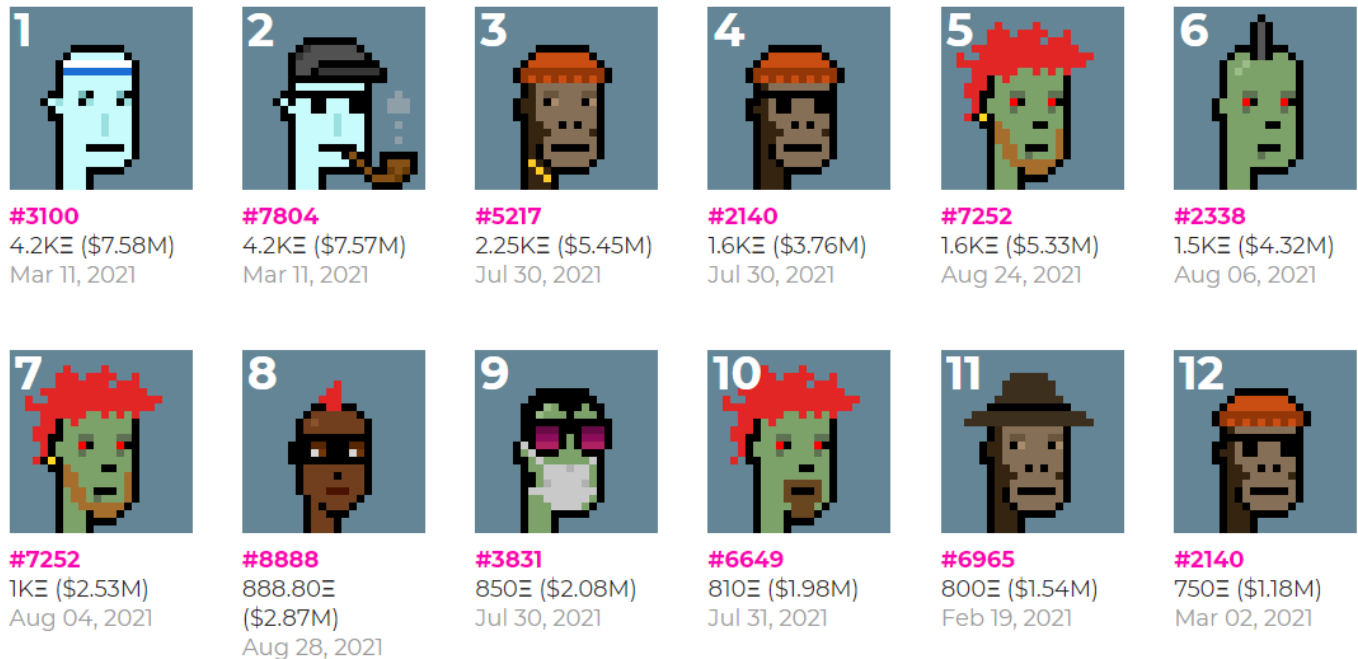 1
2
3
4
5
6
#3100
#7804
#5217
#2140
#7252
#2338
4.2KΞ ($7.58M)
4.2KΞ ($7.57M)
2.25KΞ ($5.45M)
1.6KΞ ($3.76M)
1.6KΞ ($5.33M)
1.5KΞ ($4.32M)
Mar 11, 2021
Mar 11, 2021
Jul 30, 2021
Jul 30, 2021
Aug 24, 2021
Aug 06, 2021
7
8
9
10
11
12
#7252
#8888
#3831
#6649
#6965
#2140
1KΞ ($2.53M)
888.80Ξ
($2.87M)
850Ξ ($2.08M)
810Ξ ($1.98M)
800Ξ ($1.54M)
750Ξ ($1.18M)
Aug 04, 2021
Aug 28, 2021
Jul 30, 2021
Jul 31, 2021
Feb 19, 2021
Mar 02, 2021